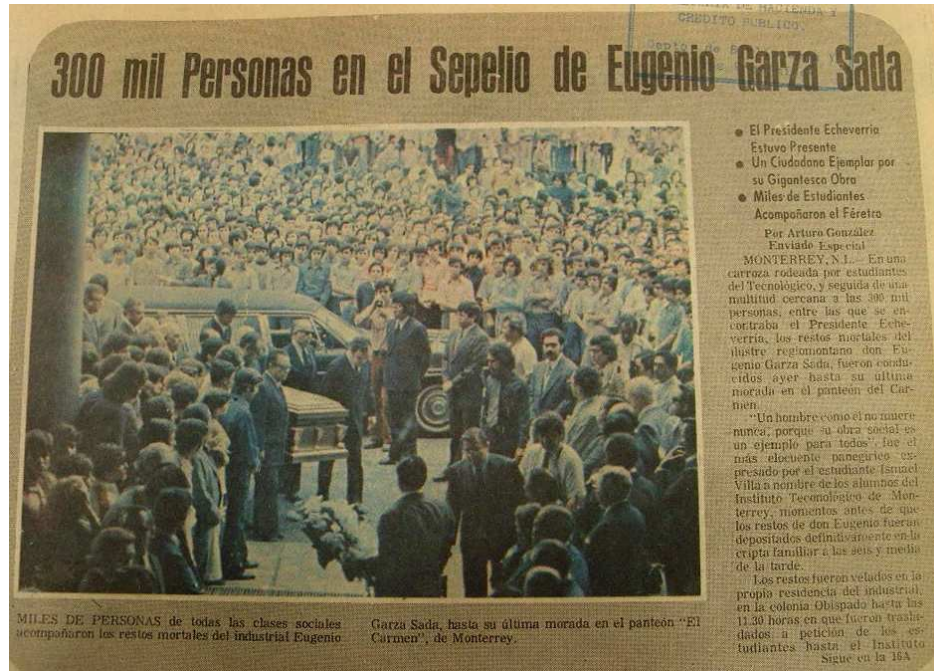 DE HACIENDA Y
CREDITO PUBLICO
300 mil Personas en el Sepelio de Eugenio Garza Sada
• El Presidente Echeverría
Estuvo Presente
• Un Ciudadano Ejemplar por
su Gigantesca Obra
• Miles de Estudiantes
Acompañaron el Féretro
Por Arturo González
Enviado Especial
MONTERREY, N.L.— En una
carroza rodeada por estudiantes
del Tecnológico, y seguida de una
multitud cercana a las 300 mil
personas, entre las que se en-
contraba el Presidente Eche-
verría, los restos mortales del
ilustre regiomontano don Eu-
genio Garza Sada, fueron condu-
cidos ayer hasta su última
morada en el panteón del Car-
men.
"Un hombre como él no muere
nunca, porque su obra social es
un ejemplo para todos", fue el
más elocuente panegírico ex-
presado por el estudiante Ismael
Villa a nombre de los alumnos del
Instituto Teconológico de Mon-
terrey, momentos antes de que
los restos de don Eugenio fueran
depositados definitivamente en la
cripta familiar a las seis y media
de la tarde.
Los restos fueron velados en la
propia residencia del industrial,
en la colonia Obispado hasta las
11.30 horas en que fueron trasla-
dados a petición de los es-
tudiantes hasta el Instituto
Sigue en la 16A
MILES DE PERSONAS de todas las clases sociales
acompañaron los restos mortales del industrial Eugenio
Garza Sada, hasta su última morada en el panteón "El
Carmen", de Monterrey.